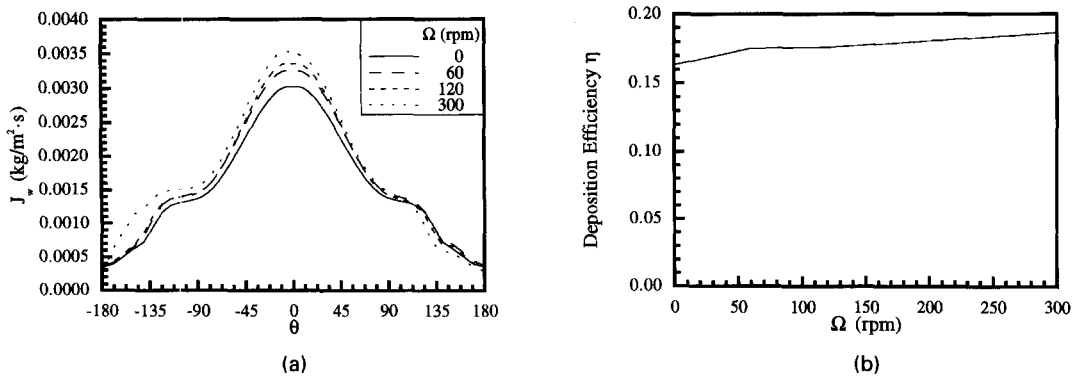 0.0040
0.0035
0.0030
0.0025
0.0020
0.0015
0.0010
0.0005
0.0000
J_w (kg/m²·s)
Ω (rpm)
0
60
120
300
-180 -135 -90 -45 0 45 90 135 180
θ
(a)
0.20
0.15
0.10
0.05
0.00
Deposition Efficiency η
0 50 100 150 200 250 300
Ω (rpm)
(b)